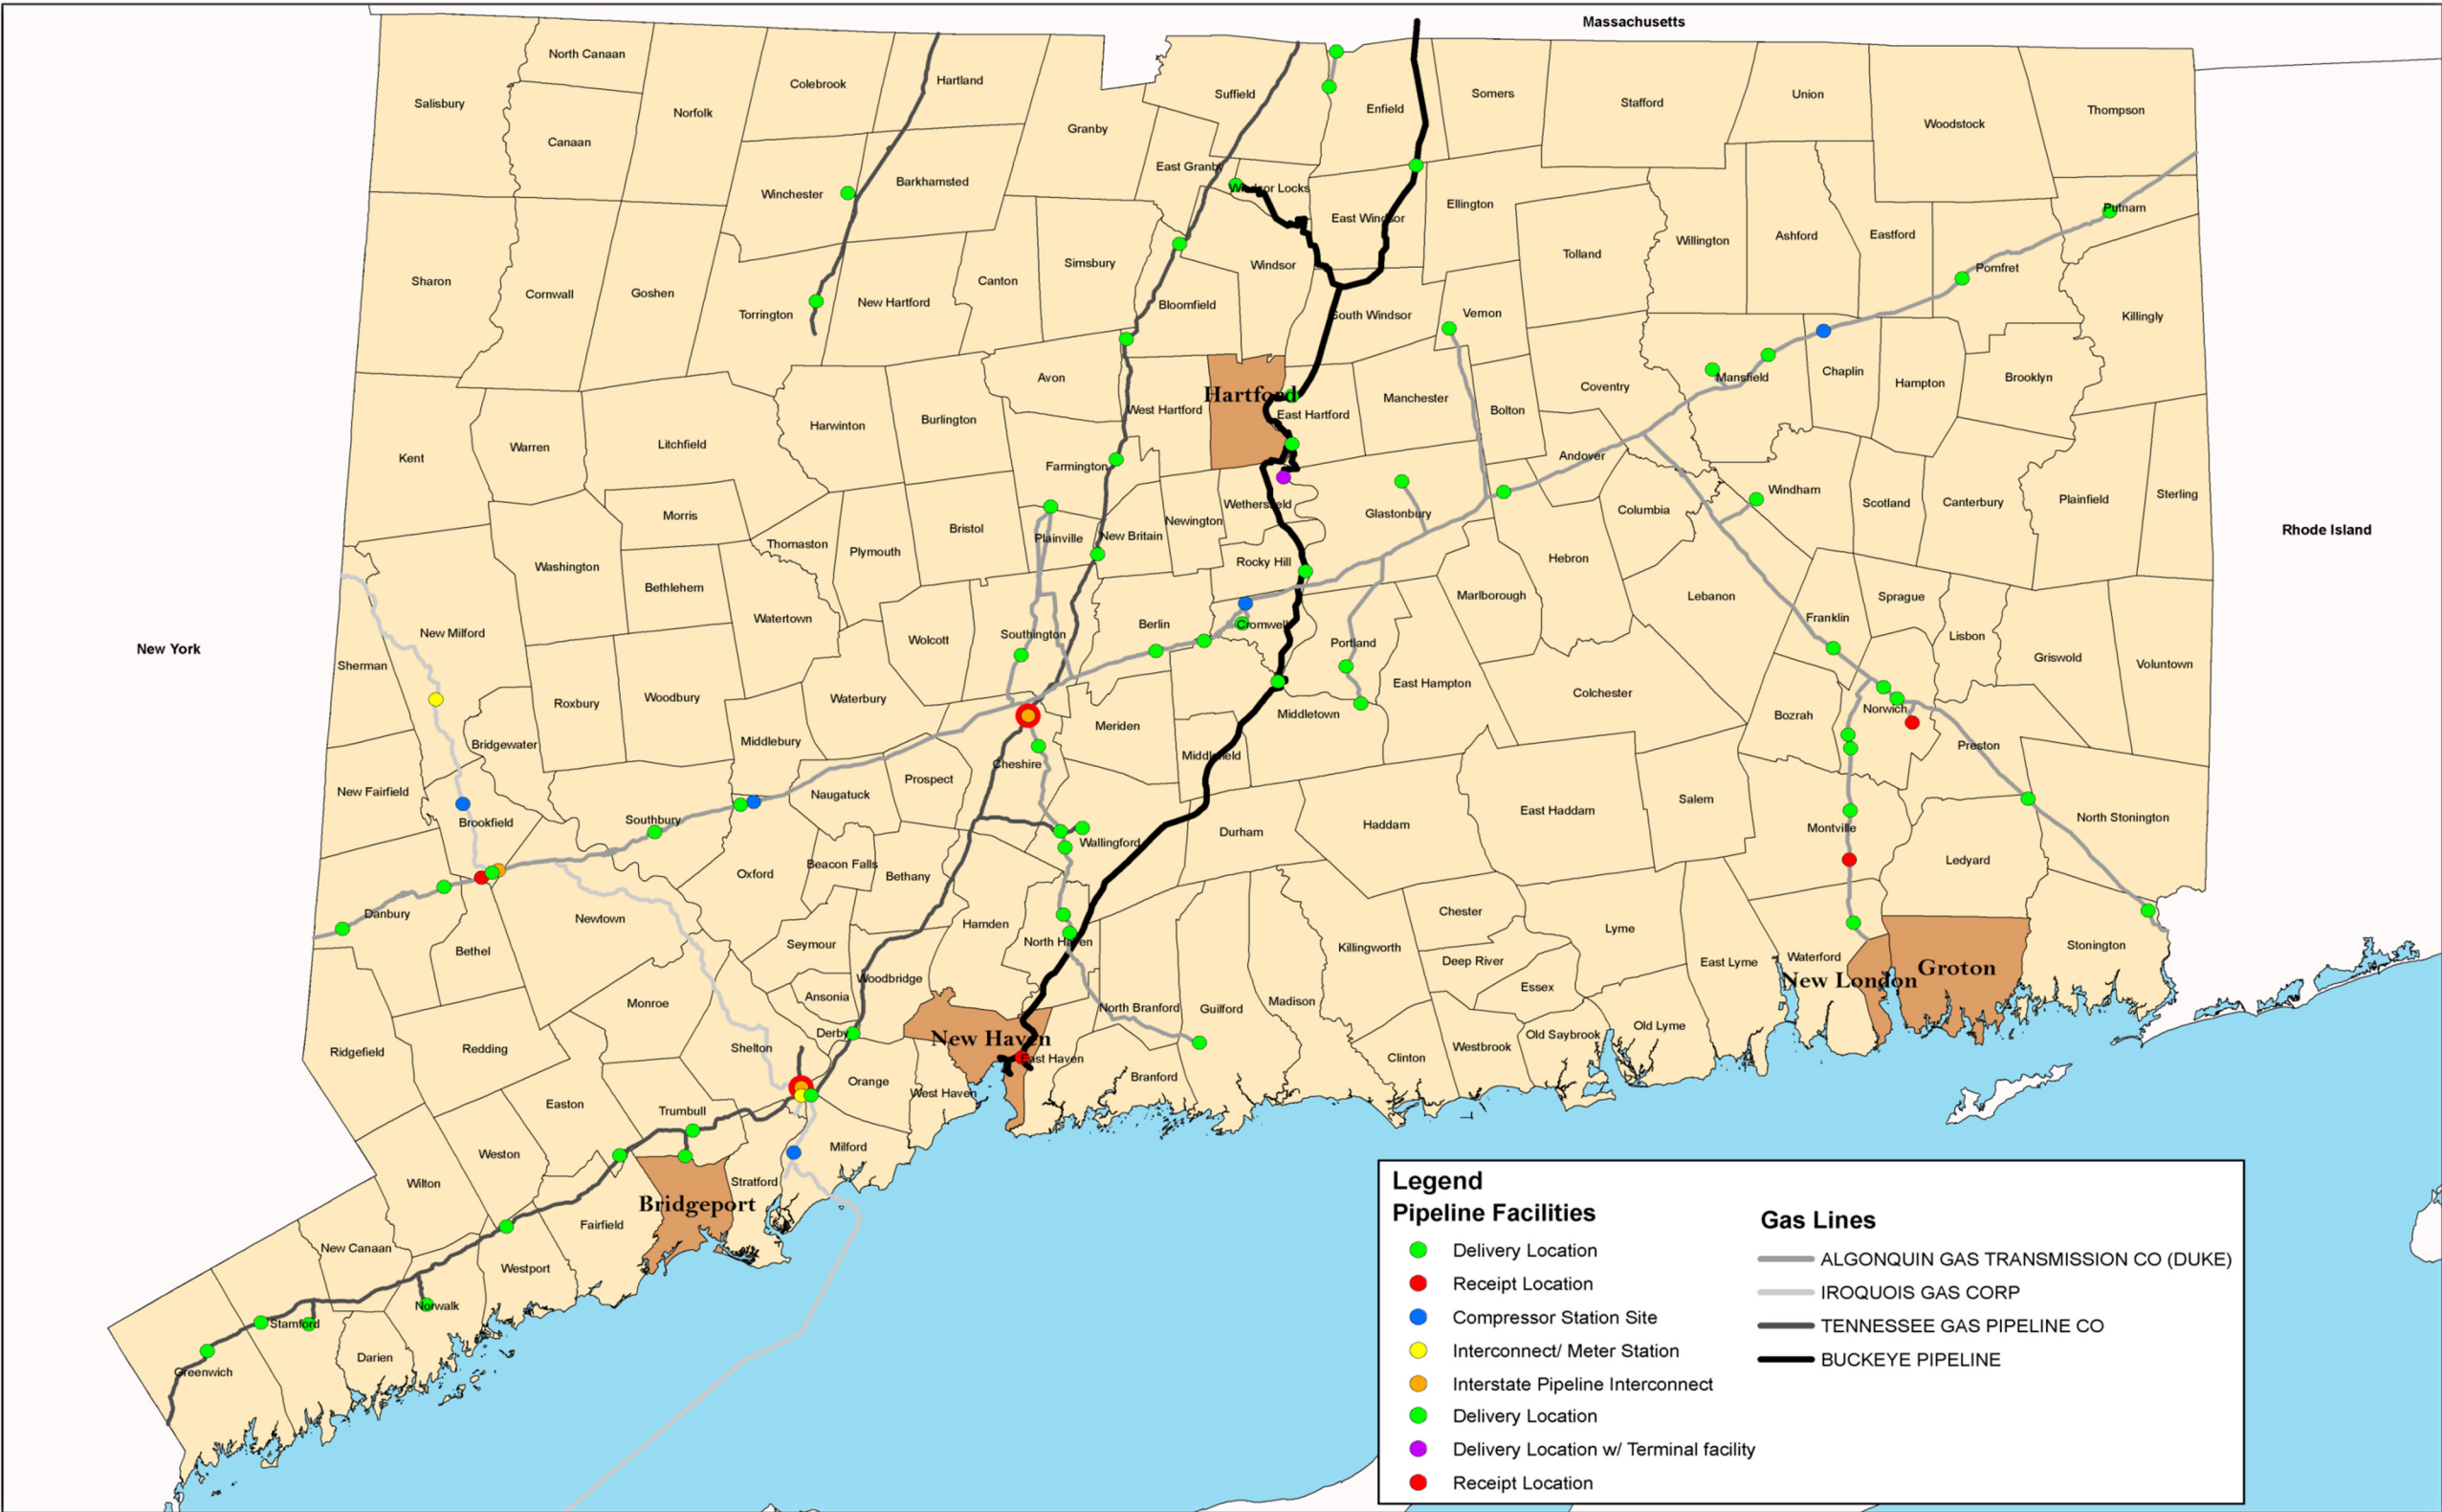 Massachusetts
North Canaan
Colebrook
Hartland
Salisbury
Canaan
Norfolk
Granby
Suffield
Enfield
Somers
Stafford
Union
Woodstock
Thompson
Winchester
Barkhamsted
East Granby
Windsor Locks
East Windsor
Ellington
Putnam
Sharon
Cornwall
Goshen
Torrington
New Hartford
Canton
Simsbury
Bloomfield
Windsor
South Windsor
Vernon
Tolland
Willington
Ashford
Eastford
Pomfret
Killingly
Avon
West Hartford
Hartford
East Hartford
Manchester
Bolton
Coventry
Mansfield
Chaplin
Hampton
Brooklyn
Kent
Warren
Litchfield
Harwinton
Burlington
Farmington
Wethersfield
Glastonbury
Andover
Columbia
Windham
Scotland
Canterbury
Plainfield
Sterling
Rhode Island
Morris
Thomaston
Plymouth
Bristol
Plainville
New Britain
Newington
Rocky Hill
Hebron
Washington
Bethlehem
Watertown
Wolcott
Southington
Berlin
Cromwell
Portland
Marlborough
Lebanon
Franklin
Sprague
Lisbon
Griswold
Voluntown
New York
New Milford
Sherman
Roxbury
Woodbury
Waterbury
Meriden
Middletown
East Hampton
Colchester
Bozrah
Norwich
Preston
Bridgewater
Middlebury
Cheshire
Middlefield
New Fairfield
Brookfield
Southbury
Naugatuck
Prospect
Wallingford
Durham
Haddam
East Haddam
Salem
Montville
North Stonington
Ledyard
Danbury
Bethel
Newtown
Oxford
Beacon Falls
Bethany
Hamden
North Haven
Killingworth
Chester
Deep River
Essex
Lyme
East Lyme
Waterford
New London
Groton
Stonington
Seymour
Ansonia
Woodbridge
Monroe
Shelton
Derby
New Haven
East Haven
North Branford
Guilford
Madison
Clinton
Westbrook
Old Saybrook
Old Lyme
Ridgefield
Redding
Easton
Trumbull
Orange
West Haven
Branford
Weston
Wilton
Milford
Stratford
Bridgeport
Fairfield
New Canaan
Westport
Norwalk
Stamford
Darien
Greenwich
Legend
Pipeline Facilities
Delivery Location
Receipt Location
Compressor Station Site
Interconnect/ Meter Station
Interstate Pipeline Interconnect
Delivery Location
Delivery Location w/ Terminal facility
Receipt Location
Gas Lines
ALGONQUIN GAS TRANSMISSION CO (DUKE)
IROQUOIS GAS CORP
TENNESSEE GAS PIPELINE CO
BUCKEYE PIPELINE